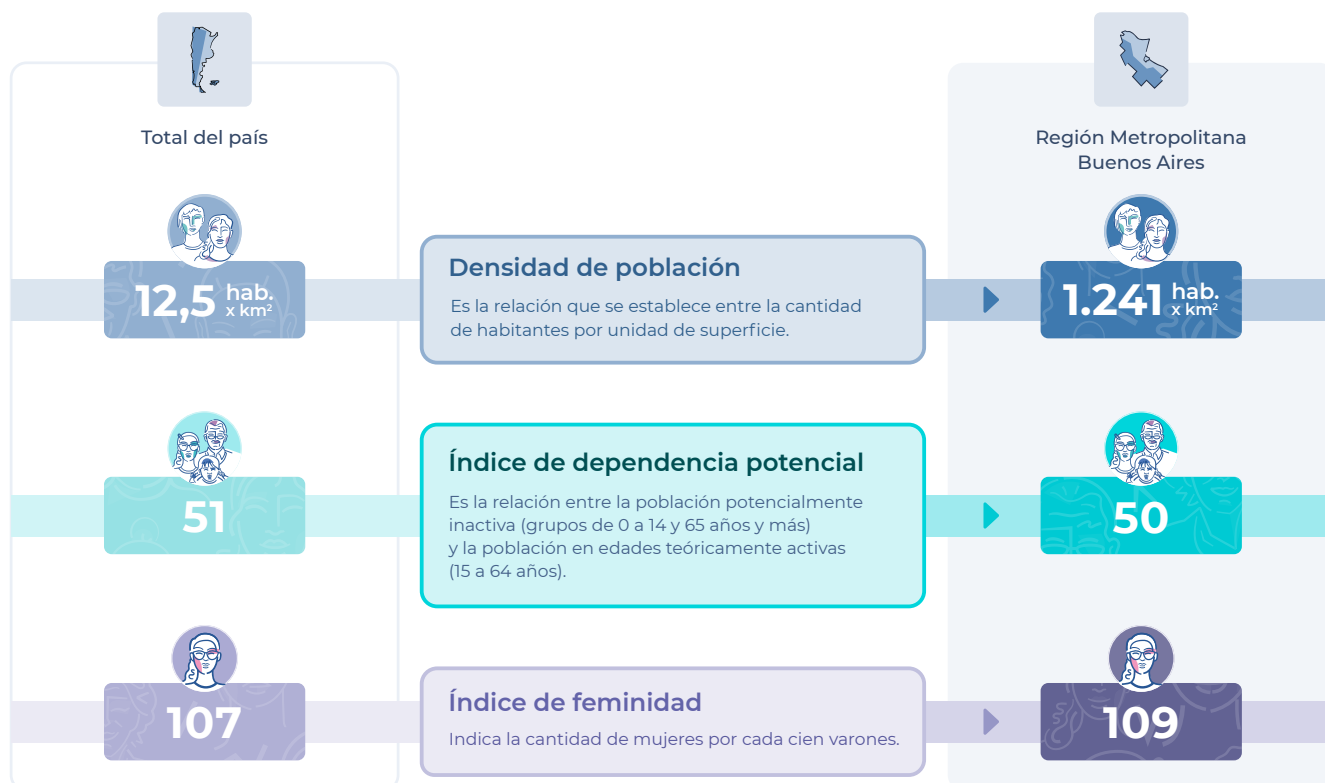 Total del país
Región Metropolitana
Buenos Aires
12,5 hab.
x km²
Densidad de población
Es la relación que se establece entre la cantidad
de habitantes por unidad de superficie.
1.241 hab.
x km²
51
Índice de dependencia potencial
Es la relación entre la población potencialmente
inactiva (grupos de 0 a 14 y 65 años y más)
y la población en edades teóricamente activas
(15 a 64 años).
50
107
Índice de feminidad
Indica la cantidad de mujeres por cada cien varones.
109